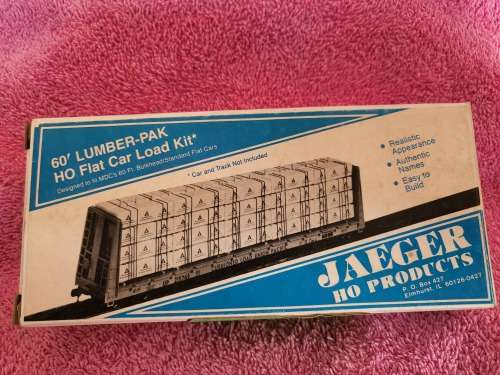 60' LUMBER-PAK
HO Flat Car Load Kit*
Designed to fit MDC's 60 Ft. Bulkhead/Standard Flat Cars
* Car and Track Not Included
• Realistic
Appearance
• Authentic
Names
• Easy to
Build
JAEGER
HO PRODUCTS
P.O. Box 427
Elmhurst, IL 60126-0427